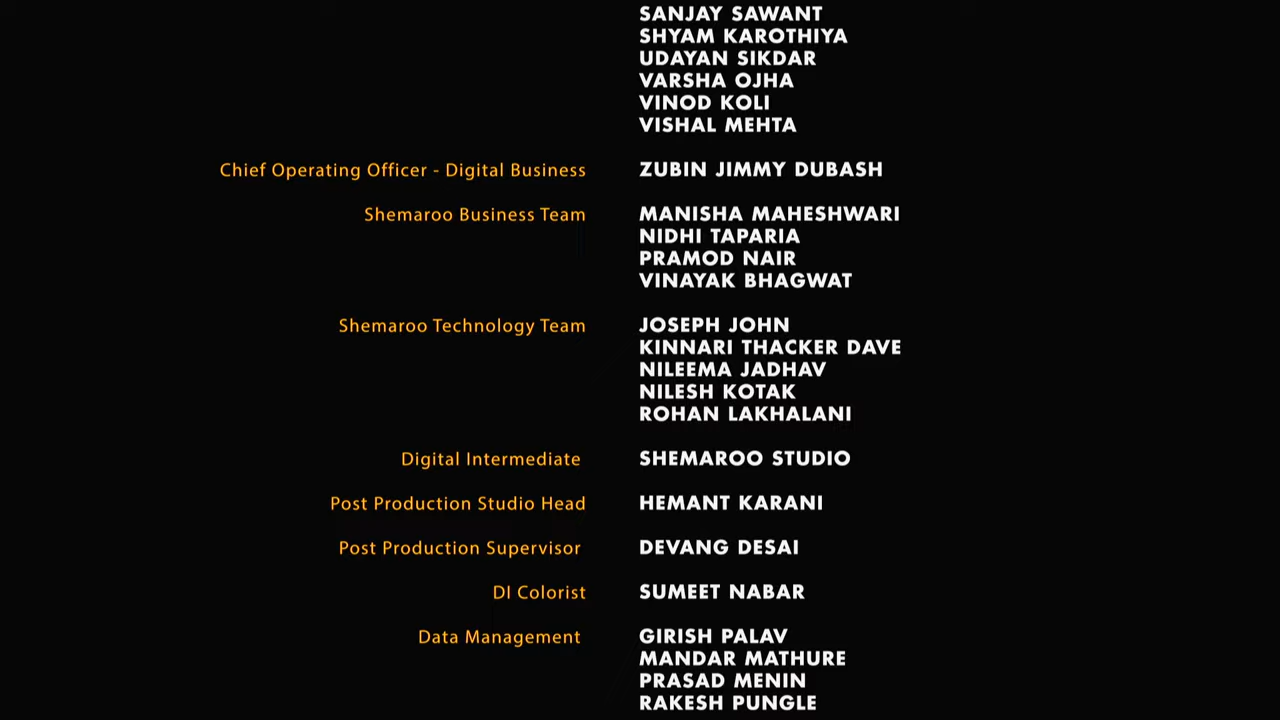 SANJAY SAWANT
SHYAM KAROTHIYA
UDAYAN SIKDAR
VARSHA OJHA
VINOD KOLI
VISHAL MEHTA
Chief Operating Officer - Digital Business ZUBIN JIMMY DUBASH
Shemaroo Business Team MANISHA MAHESHWARI
NIDHI TAPARIA
PRAMOD NAIR
VINAYAK BHAGWAT
Shemaroo Technology Team JOSEPH JOHN
KINNARI THACKER DAVE
NILEEMA JADHAV
NILESH KOTAK
ROHAN LAKHALANI
Digital Intermediate SHEMAROO STUDIO
Post Production Studio Head HEMANT KARANI
Post Production Supervisor DEVANG DESAI
DI Colorist SUMEET NABAR
Data Management GIRISH PALAV
MANDAR MATHURE
PRASAD MENIN
RAKESH PUNGLE